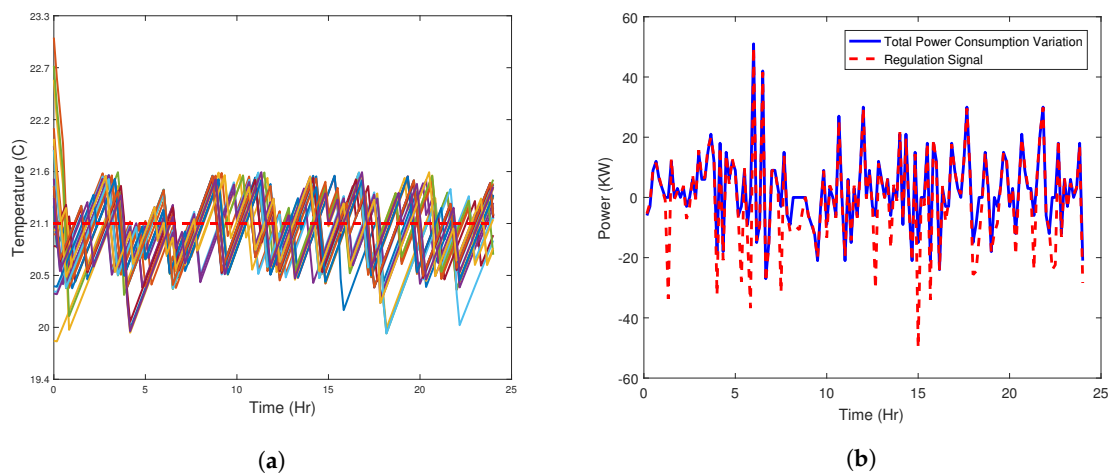 23.3
22.7
22.2
21.6
21.1
20.5
20
19.4
Temperature (C)
0 5 10 15 20 25
Time (Hr)
(a)
60
40
20
0
-20
-40
-60
Power (KW)
Total Power Consumption Variation
Regulation Signal
0 5 10 15 20 25
Time (Hr)
(b)